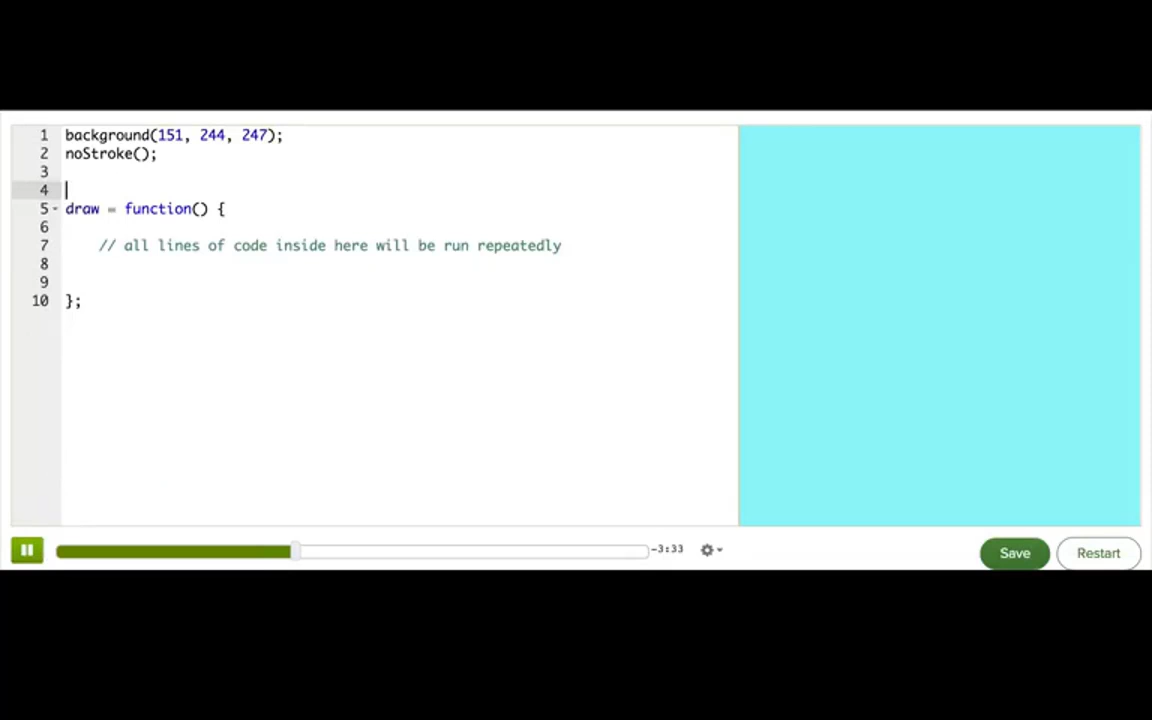 1 background(151, 244, 247);
2 noStroke();
3
4
5 draw = function() {
6
7 // all lines of code inside here will be run repeatedly
8
9
10 };
-3:33
Save
Restart